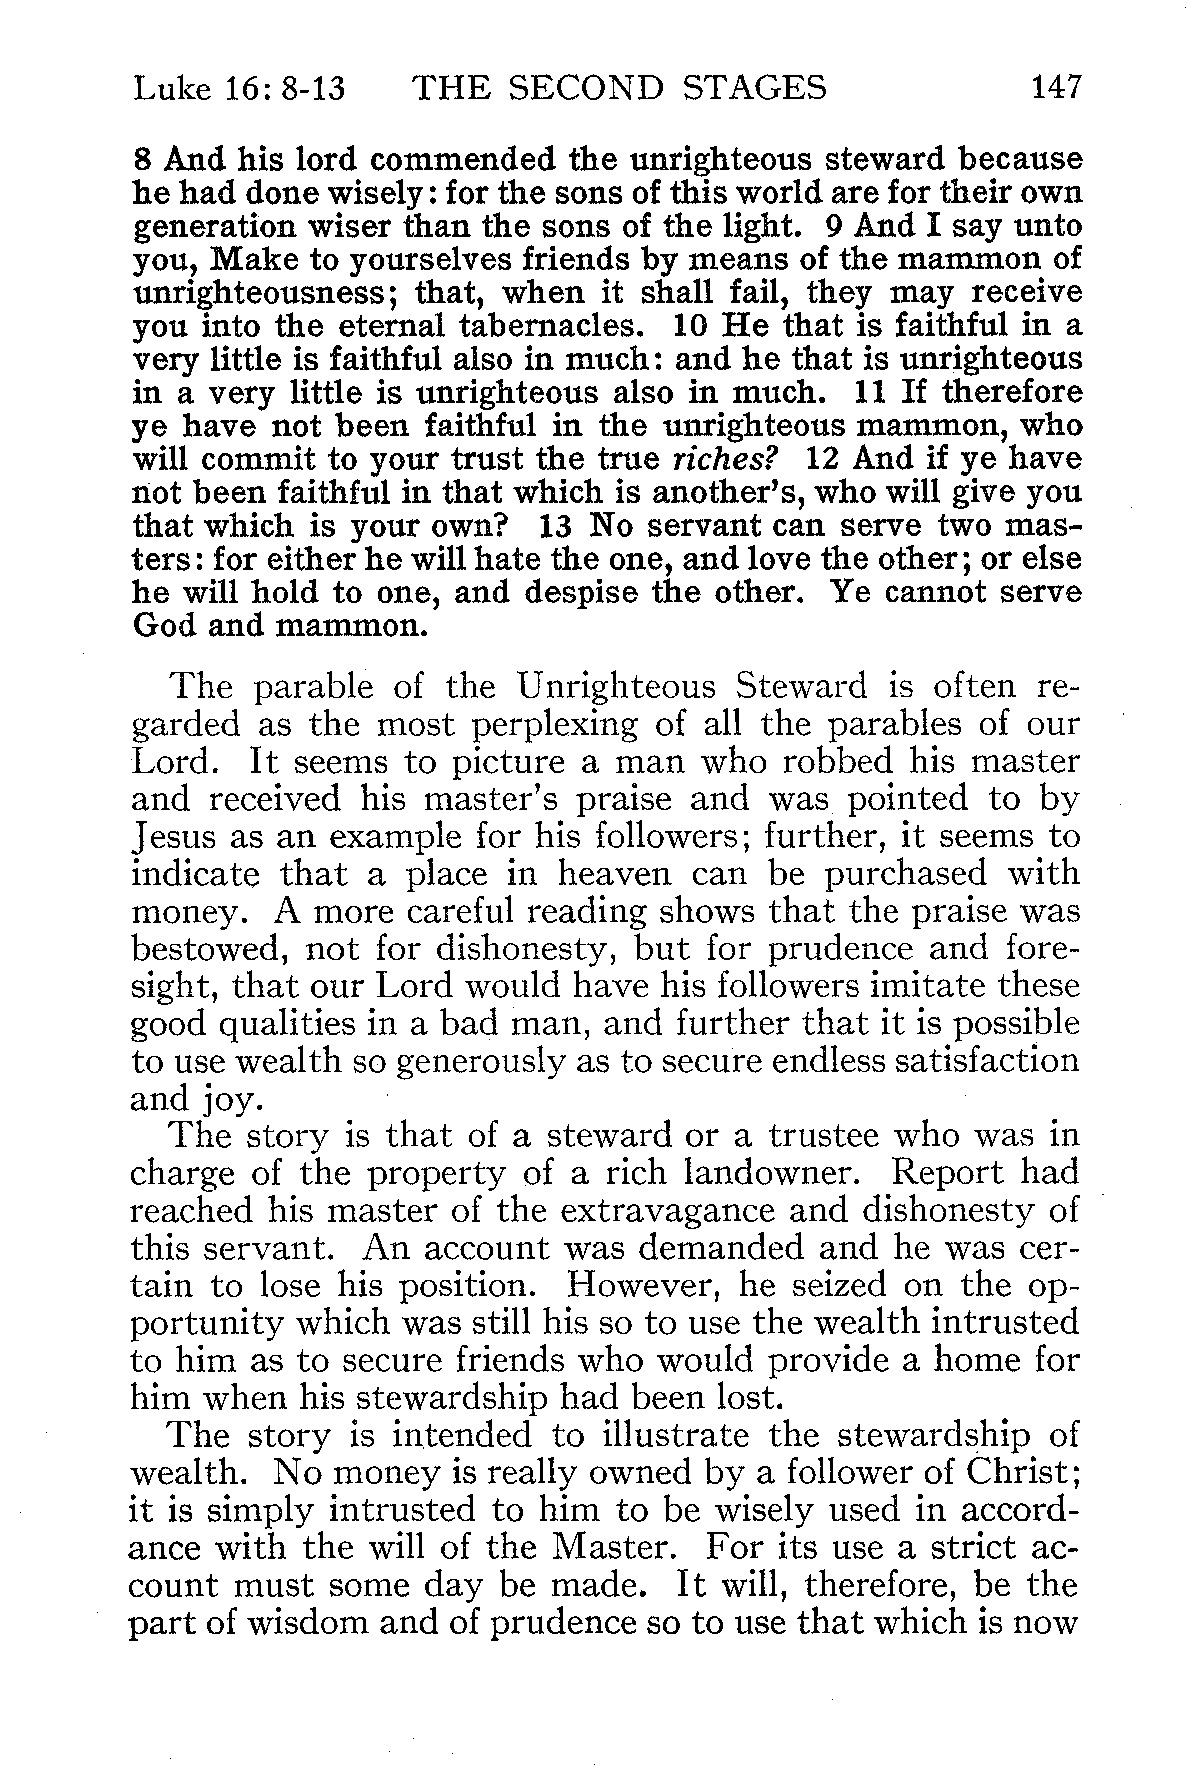 Luke 16: 8-13 THE SECOND STAGES 147
8 And his lord commended the unrighteous steward because
he had done wisely: for the sons of this world are for their own
generation wiser than the sons of the light. 9 And I say unto
you, Make to yourselves friends by means of the mammon of
unrighteousness; that, when it shall fail, they may receive
you into the eternal tabernacles. 10 He that is faithful in a
very little is faithful also in much: and he that is unrighteous
in a very little is unrighteous also in much. 11 If therefore
ye have not been faithful in the unrighteous mammon, who
will commit to your trust the true riches? 12 And if ye have
not been faithful in that which is another's, who will give you
that which is your own? 13 No servant can serve two mas-
ters: for either he will hate the one, and love the other; or else
he will hold to one, and despise the other. Ye cannot serve
God and mammon.
The parable of the Unrighteous Steward is often re-
garded as the most perplexing of all the parables of our
Lord. It seems to picture a man who robbed his master
and received his master's praise and was pointed to by
Jesus as an example for his followers; further, it seems to
indicate that a place in heaven can be purchased with
money. A more careful reading shows that the praise was
bestowed, not for dishonesty, but for prudence and fore-
sight, that our Lord would have his followers imitate these
good qualities in a bad man, and further that it is possible
to use wealth so generously as to secure endless satisfaction
and joy.
The story is that of a steward or a trustee who was in
charge of the property of a rich landowner. Report had
reached his master of the extravagance and dishonesty of
this servant. An account was demanded and he was cer-
tain to lose his position. However, he seized on the op-
portunity which was still his so to use the wealth intrusted
to him as to secure friends who would provide a home for
him when his stewardship had been lost.
The story is intended to illustrate the stewardship of
wealth. No money is really owned by a follower of Christ;
it is simply intrusted to him to be wisely used in accord-
ance with the will of the Master. For its use a strict ac-
count must some day be made. It will, therefore, be the
part of wisdom and of prudence so to use that which is now